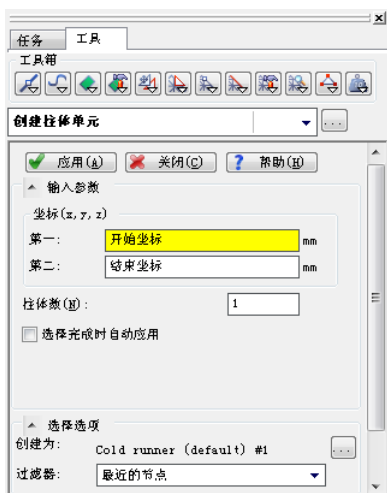 任务 工具
工具箱
创建柱体单元 ...
应用(A) 关闭(C) ? 帮助(H)
输入参数
坐标(x, y, z)
第一: 开始坐标 mm
第二: 结束坐标 mm
柱体数(N): 1
选择完成时自动应用
选择选项
创建为: Cold runner (default) #1 ...
过滤器: 最近的节点